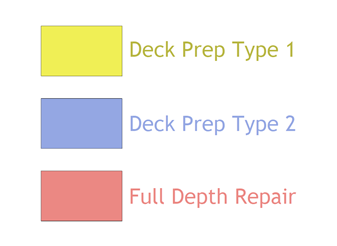 Deck Prep Type 1
Deck Prep Type 2
Full Depth Repair